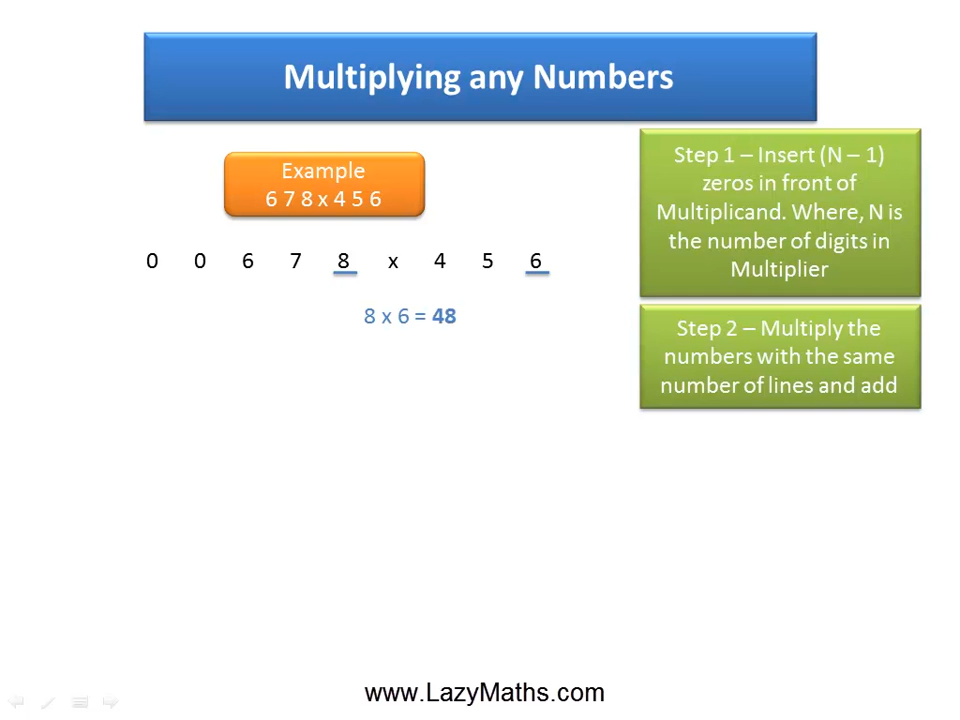 Multiplying any Numbers
Example
6 7 8 x 4 5 6
0 0 6 7 8 x 4 5 6
8 x 6 = 48
Step 1 – Insert (N – 1)
zeros in front of
Multiplicand. Where, N is
the number of digits in
Multiplier
Step 2 – Multiply the
numbers with the same
number of lines and add
www.LazyMaths.com